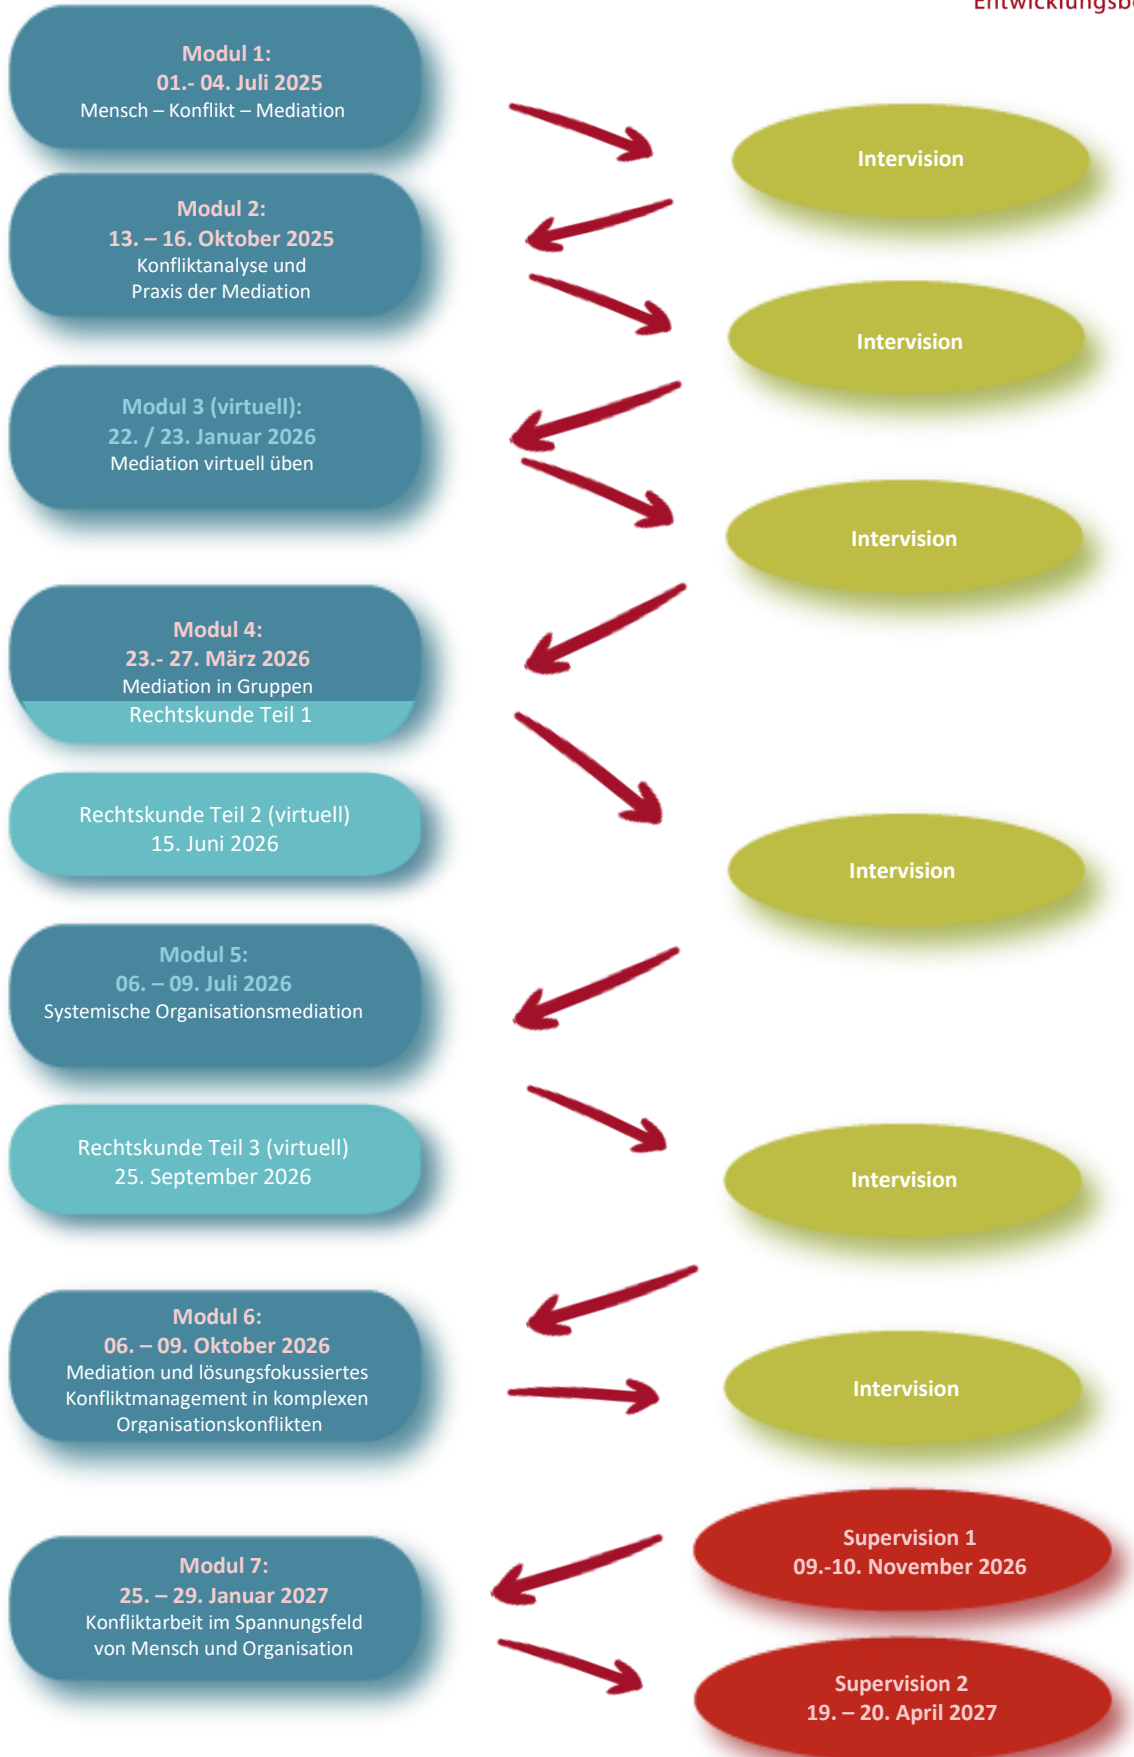 Modul 1:
01.- 04. Juli 2025
Mensch – Konflikt – Mediation
Intervision
Modul 2:
13. – 16. Oktober 2025
Konfliktanalyse und
Praxis der Mediation
Intervision
Modul 3 (virtuell):
22. / 23. Januar 2026
Mediation virtuell üben
Intervision
Modul 4:
23.- 27. März 2026
Mediation in Gruppen
Rechtskunde Teil 1
Rechtskunde Teil 2 (virtuell)
15. Juni 2026
Intervision
Modul 5:
06. – 09. Juli 2026
Systemische Organisationsmediation
Rechtskunde Teil 3 (virtuell)
25. September 2026
Intervision
Modul 6:
06. – 09. Oktober 2026
Mediation und lösungsfokussiertes
Konfliktmanagement in komplexen
Organisationskonflikten
Intervision
Supervision 1
09.-10. November 2026
Modul 7:
25. – 29. Januar 2027
Konfliktarbeit im Spannungsfeld
von Mensch und Organisation
Supervision 2
19. – 20. April 2027